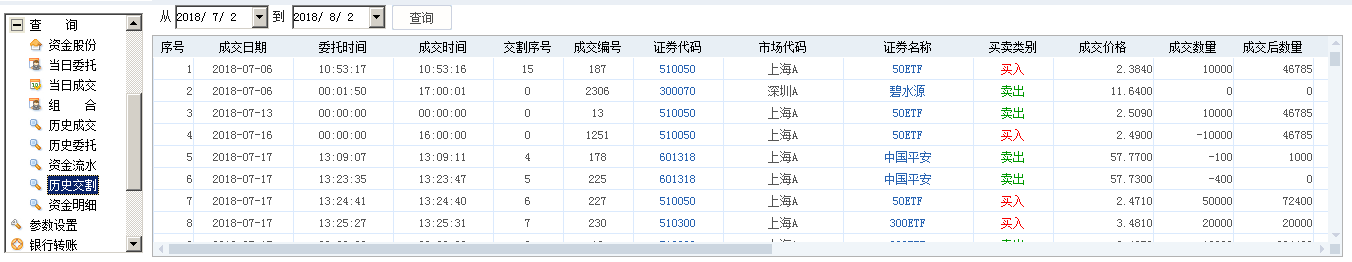 从 2018/ 7/ 2 到 2018/ 8/ 2 查询
查 询
资金股份
当日委托
当日成交
组 合
历史成交
历史委托
资金流水
历史交割
资金明细
参数设置
银行转账
序号 成交日期 委托时间 成交时间 交割序号 成交编号 证券代码 市场代码 证券名称 买卖类别 成交价格 成交数量 成交后数量
1 2018-07-06 10:53:17 10:53:16 15 187 510050 上海A 50ETF 买入 2.3840 10000 46785
2 2018-07-06 00:01:50 17:00:01 0 2306 300070 深圳A 碧水源 卖出 11.6400 0 0
3 2018-07-13 00:00:00 00:00:00 0 13 510050 上海A 50ETF 卖出 2.5090 10000 46785
4 2018-07-16 00:00:00 16:00:00 0 1251 510050 上海A 50ETF 买入 2.4900 -10000 46785
5 2018-07-17 13:09:07 13:09:11 4 178 601318 上海A 中国平安 卖出 57.7700 -100 1000
6 2018-07-17 13:23:35 13:23:47 5 225 601318 上海A 中国平安 卖出 57.7300 -400 0
7 2018-07-17 13:24:41 13:24:40 6 227 510050 上海A 50ETF 买入 2.4710 50000 72400
8 2018-07-17 13:25:27 13:25:31 7 230 510300 上海A 300ETF 买入 3.4810 20000 20000